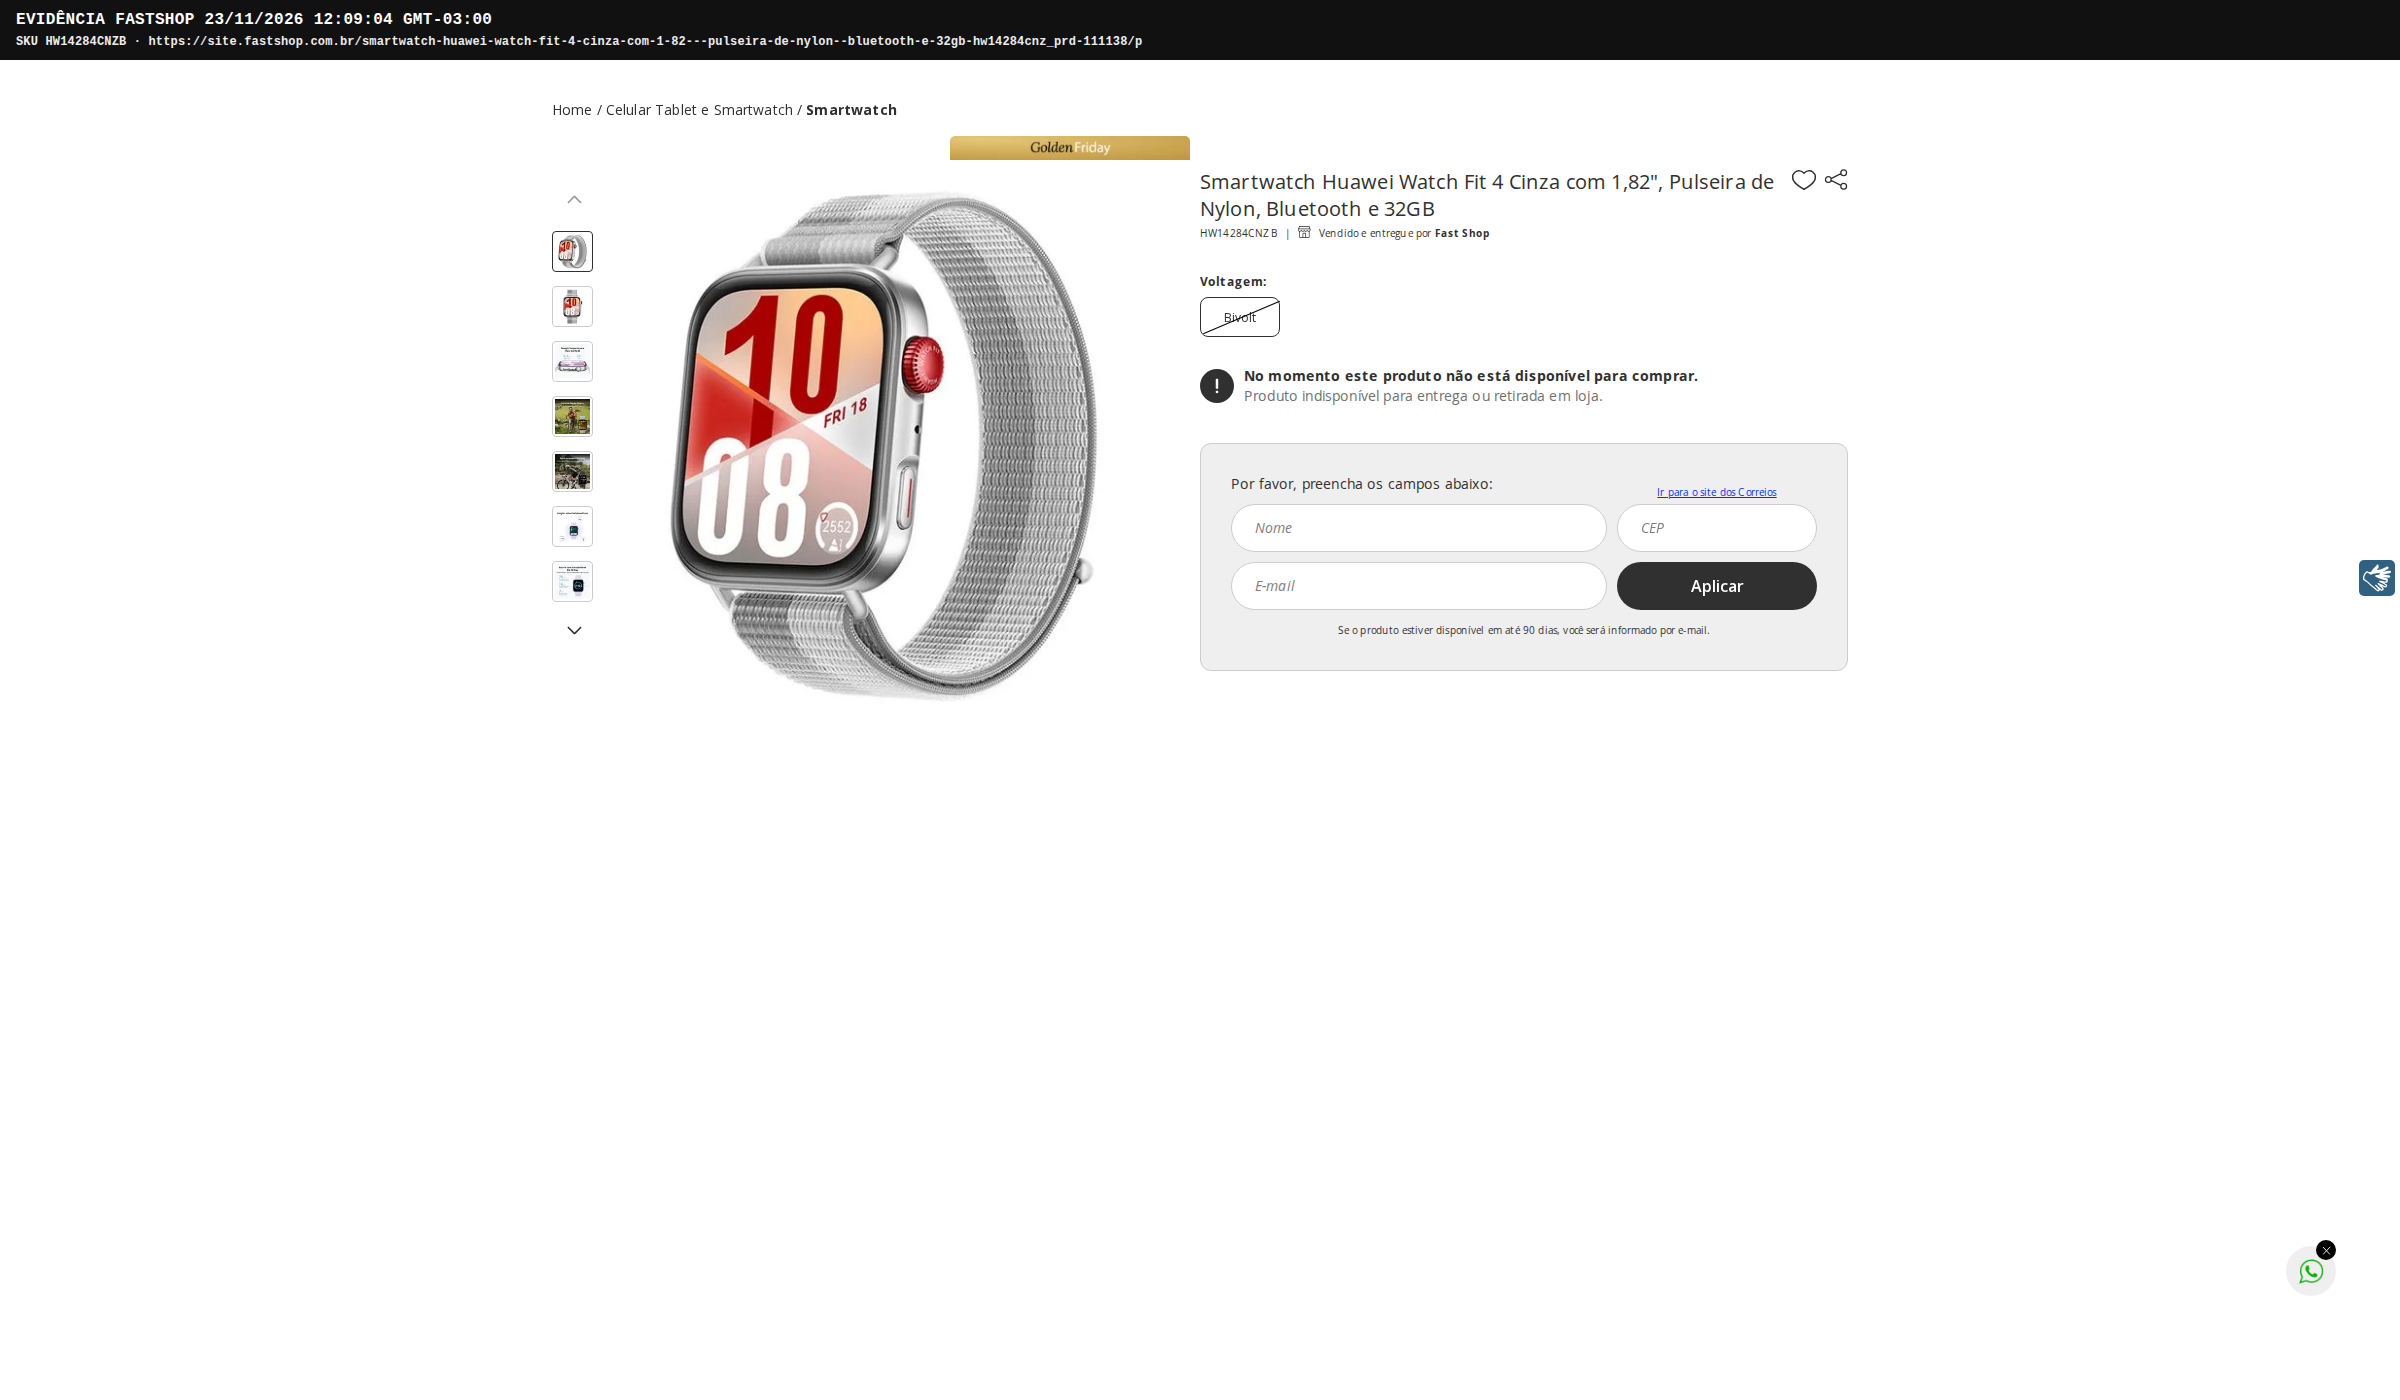 EVIDÊNCIA FASTSHOP 23/11/2026 12:09:04 GMT-03:00
SKU HW14284CNZB · https://site.fastshop.com.br/smartwatch-huawei-watch-fit-4-cinza-com-1-82---pulseira-de-nylon--bluetooth-e-32gb-hw14284cnz_prd-111138/p
Home / Celular Tablet e Smartwatch / Smartwatch
Golden Friday
Smartwatch Huawei Watch Fit 4 Cinza com 1,82", Pulseira de
Nylon, Bluetooth e 32GB
HW14284CNZB | Vendido e entregue por Fast Shop
Voltagem:
Bivolt
No momento este produto não está disponível para comprar.
Produto indisponível para entrega ou retirada em loja.
Por favor, preencha os campos abaixo:
Ir para o site dos Correios
Nome
CEP
E-mail
Aplicar
Se o produto estiver disponível em até 90 dias, você será informado por e-mail.
10
FRI 18
08
2552